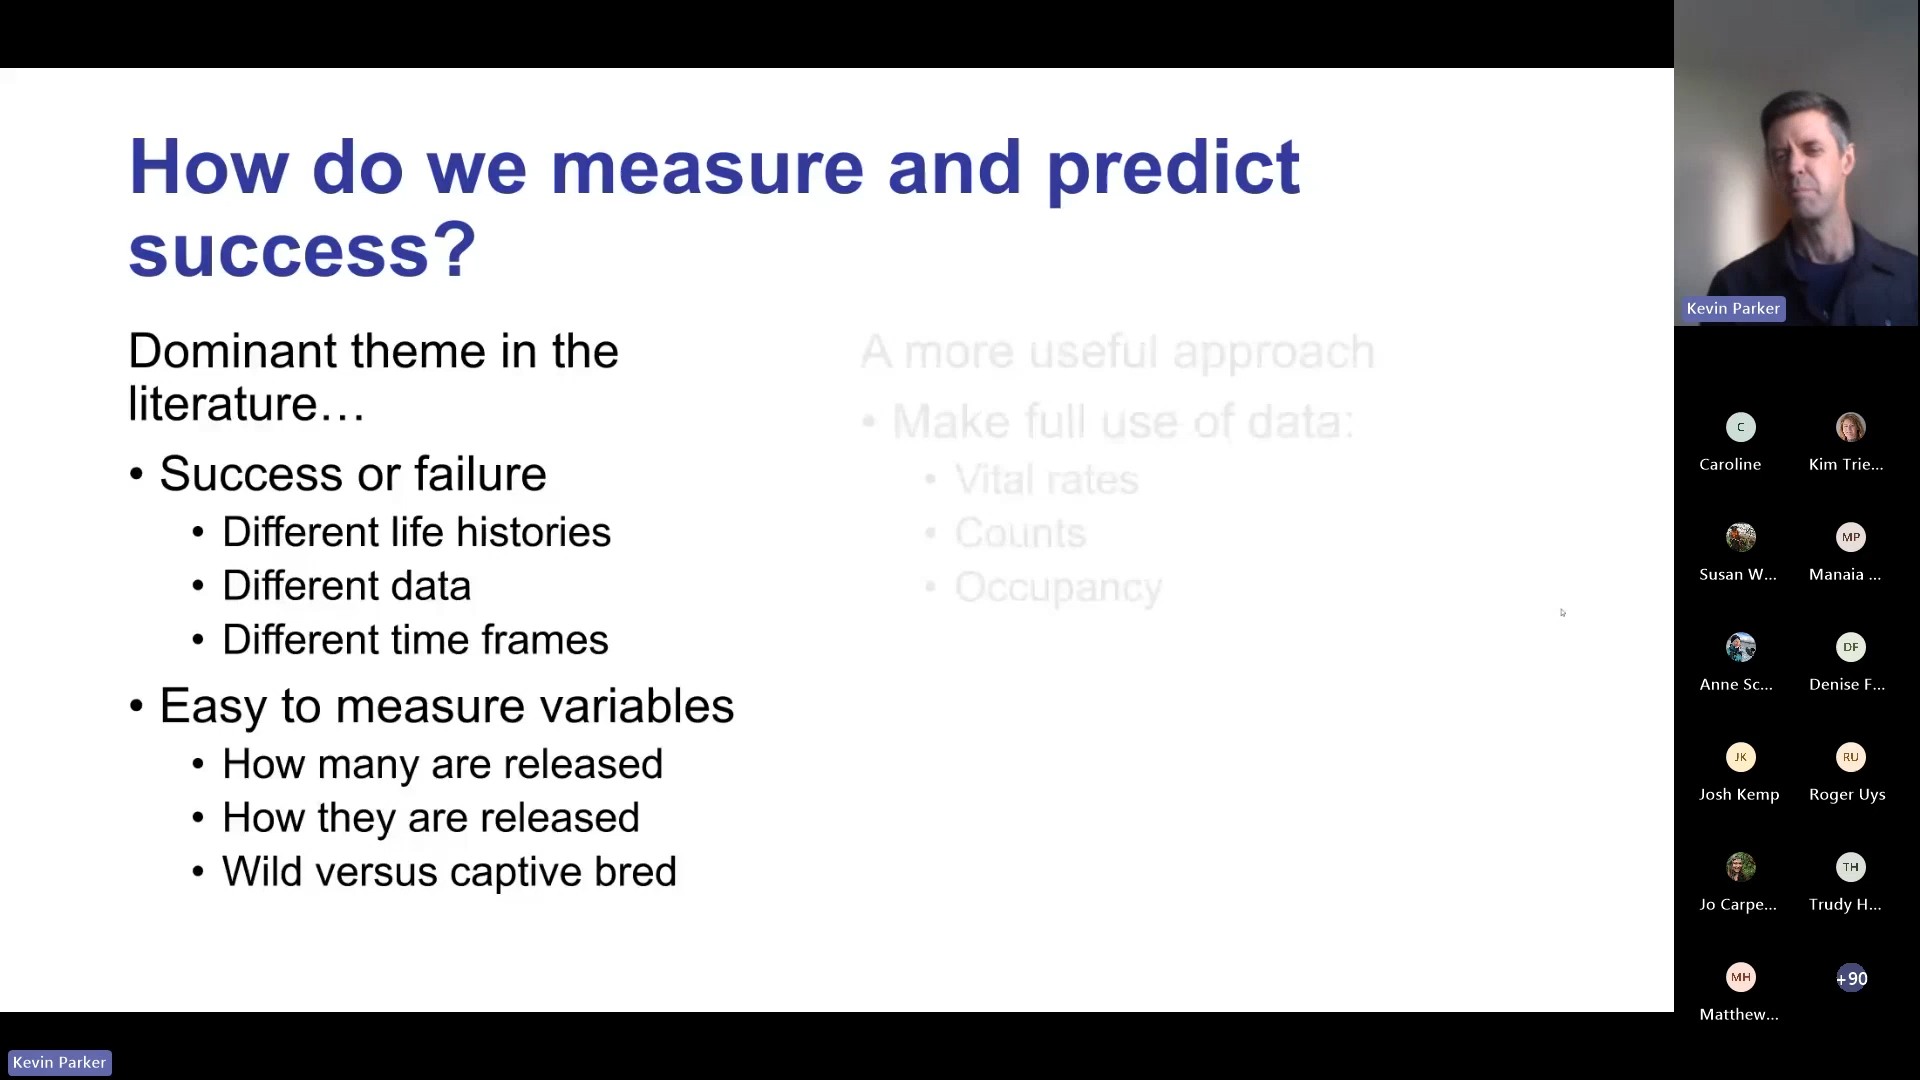 How do we measure and predict
success?
Dominant theme in the
literature…
• Success or failure
• Different life histories
• Different data
• Different time frames
• Easy to measure variables
• How many are released
• How they are released
• Wild versus captive bred
A more useful approach
• Make full use of data:
• Vital rates
• Counts
• Occupancy
Kevin Parker
C
Caroline
Kim Trie...
Susan W...
MP
Manaia ...
Anne Sc...
DF
Denise F...
JK
Josh Kemp
RU
Roger Uys
Jo Carpe...
TH
Trudy H...
MH
Matthew...
+90
Kevin Parker